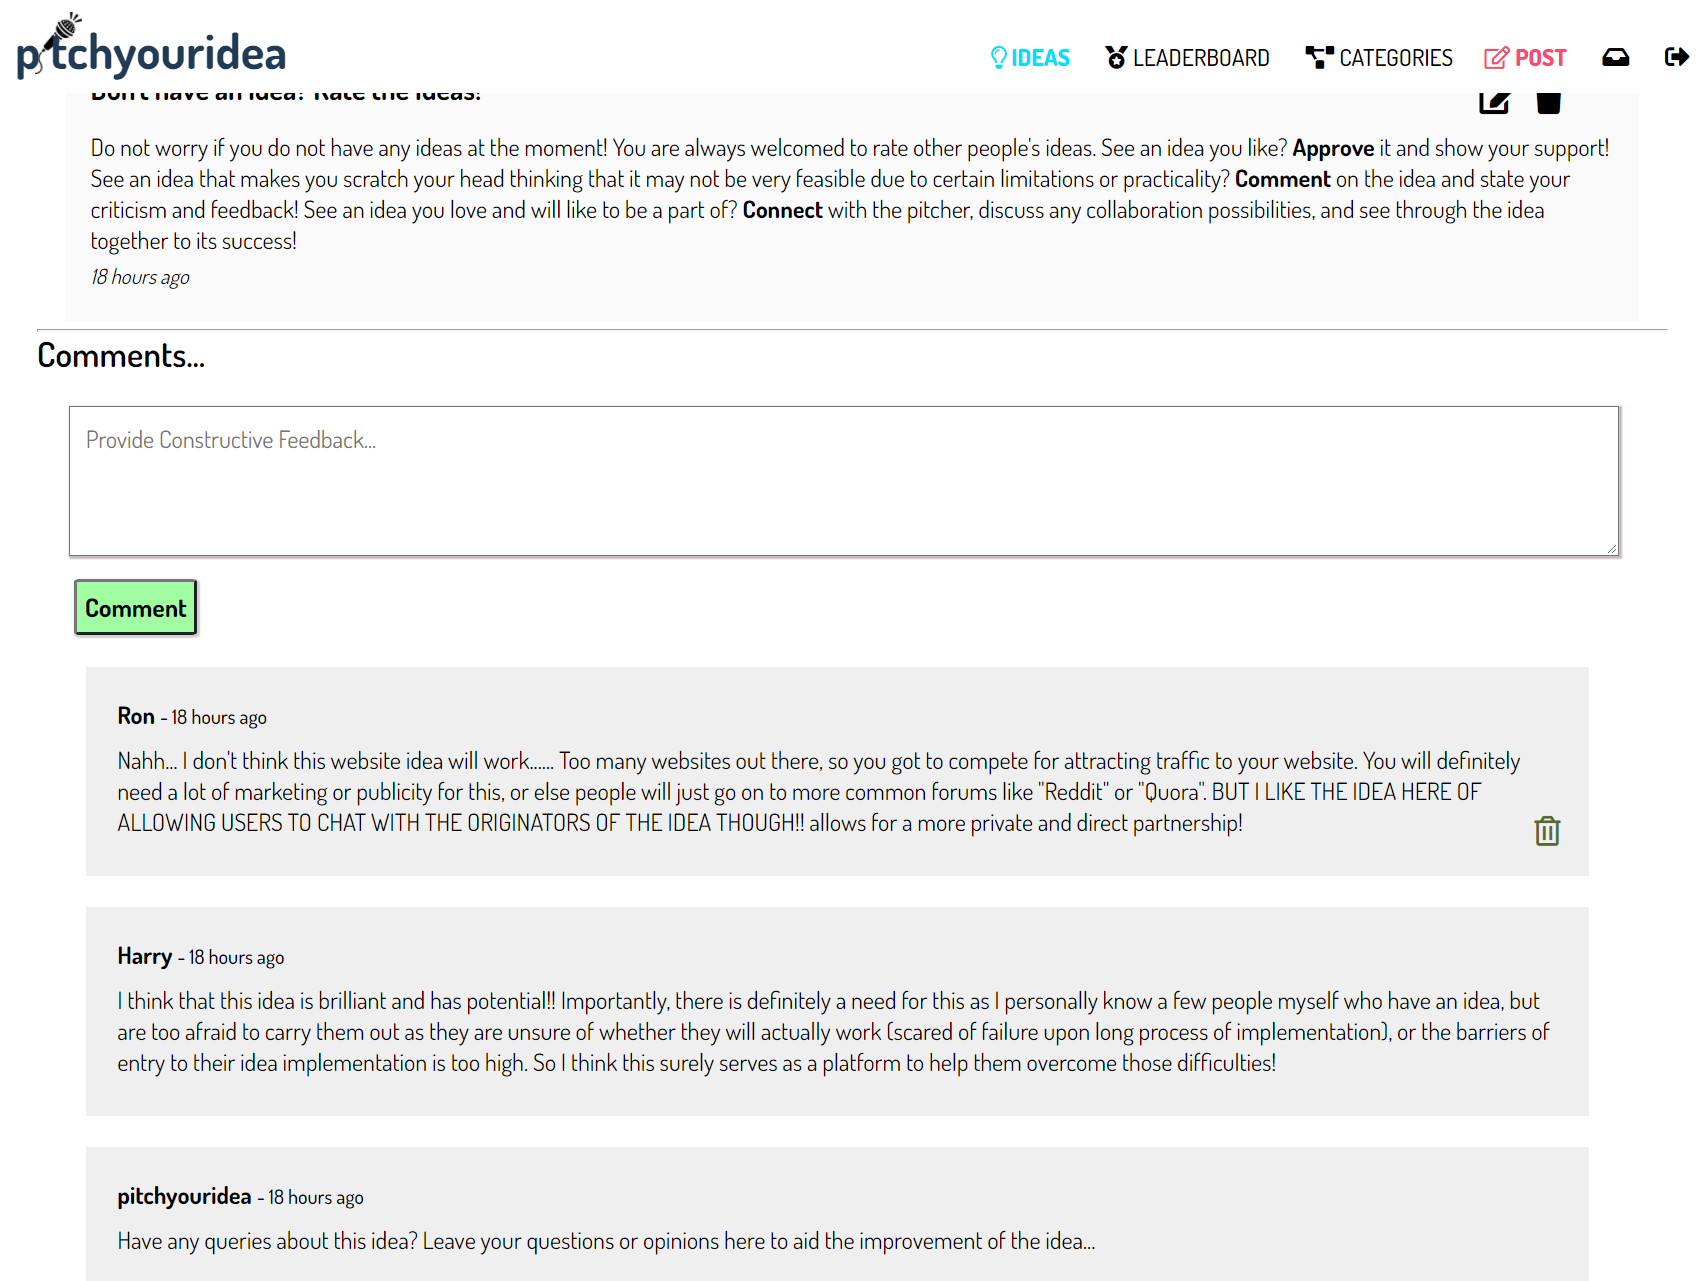 pitchyouridea
IDEAS
LEADERBOARD
CATEGORIES
POST
Don't have an idea? Rate the ideas!
Do not worry if you do not have any ideas at the moment! You are always welcomed to rate other people's ideas. See an idea you like? Approve it and show your support!
See an idea that makes you scratch your head thinking that it may not be very feasible due to certain limitations or practicality? Comment on the idea and state your
criticism and feedback! See an idea you love and will like to be a part of? Connect with the pitcher, discuss any collaboration possibilities, and see through the idea
together to its success!
18 hours ago
Comments...
Provide Constructive Feedback...
Comment
Ron - 18 hours ago
Nahh... I don't think this website idea will work...... Too many websites out there, so you got to compete for attracting traffic to your website. You will definitely
need a lot of marketing or publicity for this, or else people will just go on to more common forums like "Reddit" or "Quora". BUT I LIKE THE IDEA HERE OF
ALLOWING USERS TO CHAT WITH THE ORIGINATORS OF THE IDEA THOUGH!! allows for a more private and direct partnership!
Harry - 18 hours ago
I think that this idea is brilliant and has potential!! Importantly, there is definitely a need for this as I personally know a few people myself who have an idea, but
are too afraid to carry them out as they are unsure of whether they will actually work (scared of failure upon long process of implementation), or the barriers of
entry to their idea implementation is too high. So I think this surely serves as a platform to help them overcome those difficulties!
pitchyouridea - 18 hours ago
Have any queries about this idea? Leave your questions or opinions here to aid the improvement of the idea...